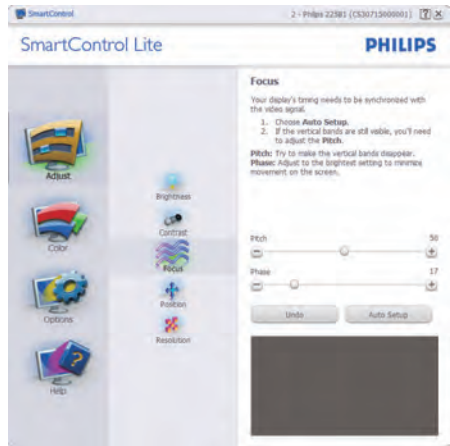 SmartControl
2 - Philips 225B1 (CS30715000001)
SmartControl Lite
PHILIPS
Adjust
Color
Options
Help
Brightness
Contrast
Focus
Position
Resolution
Focus
Your display's timing needs to be synchronized with
the video signal.
1. Choose Auto Setup.
2. If the vertical bands are still visible, you'll need
to adjust the Pitch.
Pitch: Try to make the vertical bands disappear.
Phase: Adjust to the brightest setting to minimize
movement on the screen.
Pitch 50
Phase 17
Undo
Auto Setup